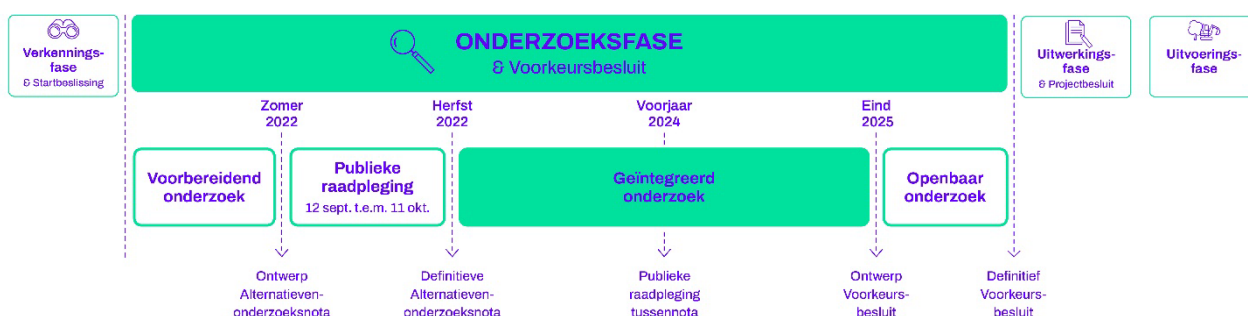 Verkennings-
fase
& Startbeslissing
ONDERZOEKSFASE
& Voorkeursbesluit
Uitwerkings-
fase
& Projectbesluit
Uitvoerings-
fase
Zomer
2022
Herfst
2022
Voorjaar
2024
Eind
2025
Voorbereidend
onderzoek
Publieke
raadpleging
12 sept. t.e.m. 11 okt.
Geïntegreerd
onderzoek
Openbaar
onderzoek
Ontwerp
Alternatieven-
onderzoeksnota
Definitieve
Alternatieven-
onderzoeksnota
Publieke
raadpleging
tussennota
Ontwerp
Voorkeurs-
besluit
Definitief
Voorkeurs-
besluit